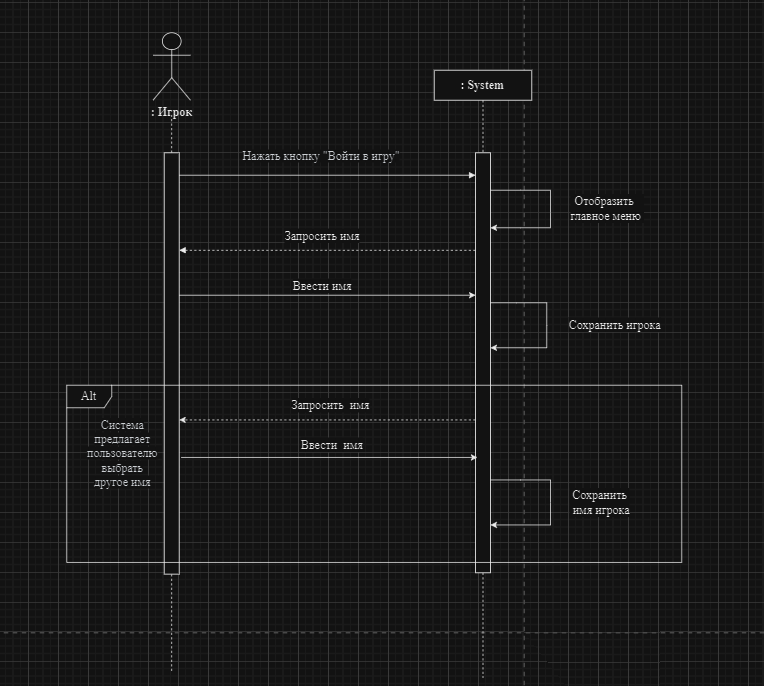 : Игрок
: System
Нажать кнопку "Войти в игру"
Отобразить
главное меню
Запросить имя
Ввести имя
Сохранить игрока
Alt
Система
предлагает
пользователю
выбрать
другое имя
Запросить имя
Ввести имя
Сохранить
имя игрока